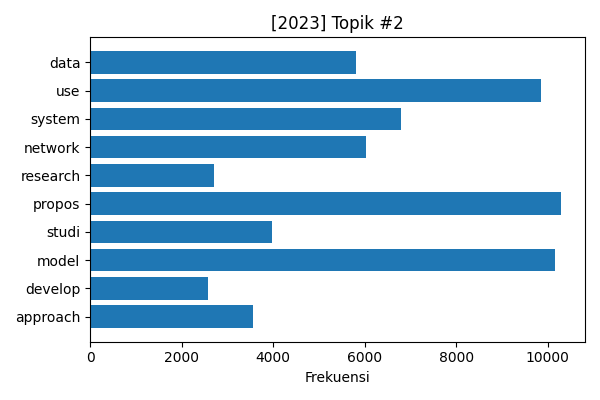 [2023] Topik #2
data
use
system
network
research
propos
studi
model
develop
approach
0 2000 4000 6000 8000 10000
Frekuensi